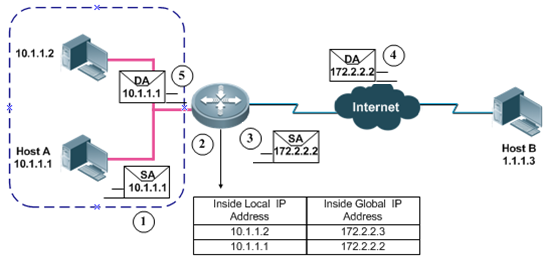 10.1.1.2
DA
10.1.1.1
5
DA
172.2.2.2
4
Internet
Host A
10.1.1.1
2
3
SA
172.2.2.2
Host B
1.1.1.3
SA
10.1.1.1
1
Inside Local IP Address
Inside Global IP Address
10.1.1.2
172.2.2.3
10.1.1.1
172.2.2.2